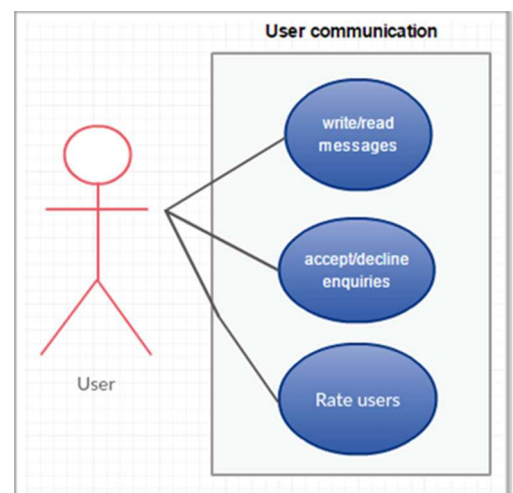 User communication
write/read
messages
accept/decline
enquiries
Rate users
User